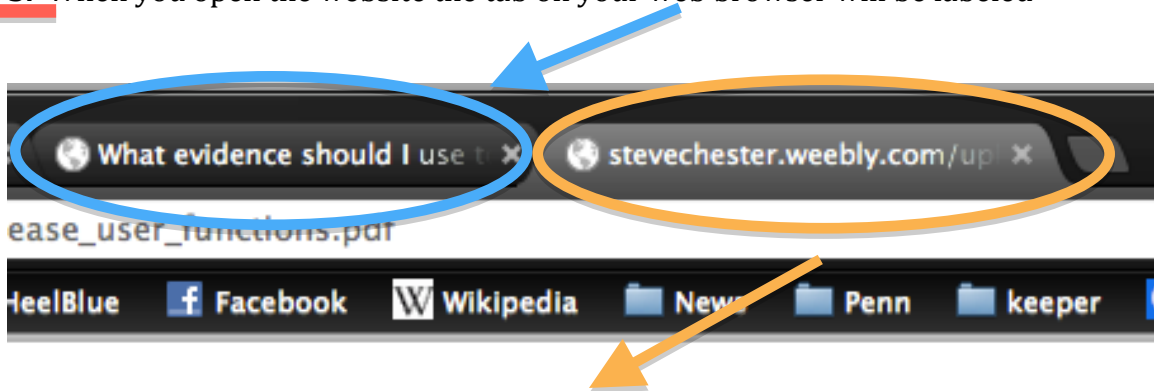 When you open the website the tab on your web browser will be labeled
What evidence should I use t
stevechester.weebly.com/up
ease_user_functions.pdf
HeelBlue Facebook Wikipedia News Penn keeper